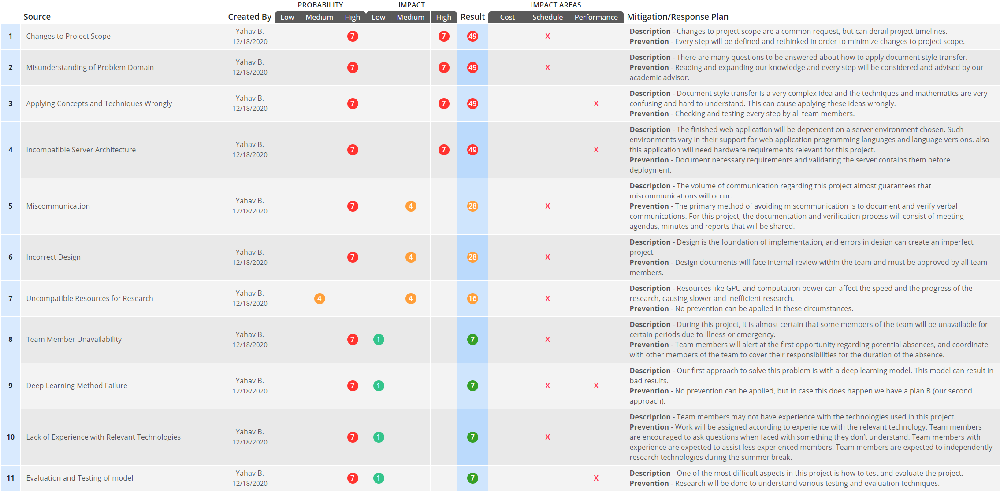 PROBABILITY IMPACT IMPACT AREAS
Source Created By Low Medium High Low Medium High Result Cost Schedule Performance Mitigation/Response Plan
1 Changes to Project Scope Yahav B. 12/18/2020 7 7 49 X
Description - Changes to project scope are a common request, but can derail project timelines.
Prevention - Every step will be defined and rethinked in order to minimize changes to project scope.
2 Misunderstanding of Problem Domain Yahav B. 12/18/2020 7 7 49 X
Description - There are many questions to be answered about how to apply document style transfer.
Prevention - Reading and expanding our knowledge and every step will be considered and advised by our
academic advisor.
3 Applying Concepts and Techniques Wrongly Yahav B. 12/18/2020 7 7 49 X
Description - Document style transfer is a very complex idea and the techniques and mathematics are very
confusing and hard to understand. This can cause applying these ideas wrongly.
Prevention - Checking and testing every step by all team members.
4 Incompatible Server Architecture Yahav B. 12/18/2020 7 7 49 X
Description - The finished web application will be dependent on a server environment chosen. Such
environments vary in their support for web application programming languages and language versions. also
this application will need hardware requirements relevant for this project.
Prevention - Document necessary requirements and validating the server contains them before
deployment.
5 Miscommunication Yahav B. 12/18/2020 7 4 28 X
Description - The volume of communication regarding this project almost guarantees that
miscommunications will occur.
Prevention - The primary method of avoiding miscommunication is to document and verify verbal
communications. For this project, the documentation and verification process will consist of meeting
agendas, minutes and reports that will be shared.
6 Incorrect Design Yahav B. 12/18/2020 7 4 28 X
Description - Design is the foundation of implementation, and errors in design can create an imperfect
project.
Prevention - Design documents will face internal review within the team and must be approved by all team
members.
7 Uncompatible Resources for Research Yahav B. 12/18/2020 4 4 16 X
Description - Resources like GPU and computation power can affect the speed and the progress of the
research, causing slower and inefficient research.
Prevention - No prevention can be applied in these circumstances.
8 Team Member Unavailability Yahav B. 12/18/2020 7 1 7 X
Description - During this project, it is almost certain that some members of the team will be unavailable for
certain periods due to illness or emergency.
Prevention - Team members will alert at the first opportunity regarding potential absences, and coordinate
with other members of the team to cover their responsibilities for the duration of the absence.
9 Deep Learning Method Failure Yahav B. 12/18/2020 7 1 7 X X
Description - Our first approach to solve this problem is with a deep learning model. This model can result in
bad results.
Prevention - No prevention can be applied, but in case this does happen we have a plan B (our second
approach).
10 Lack of Experience with Relevant Technologies Yahav B. 12/18/2020 7 1 7 X
Description - Team members may not have experience with the technologies used in this project.
Prevention - Work will be assigned according to experience with the relevant technology. Team members
are encouraged to ask questions when faced with something they don’t understand. Team members with
experience are expected to assist less experienced members. Team members are expected to independently
research technologies during the summer break.
11 Evaluation and Testing of model Yahav B. 12/18/2020 7 1 7 X
Description - One of the most difficult aspects in this project is how to test and evaluate the project.
Prevention - Research will be done to understand various testing and evaluation techniques.